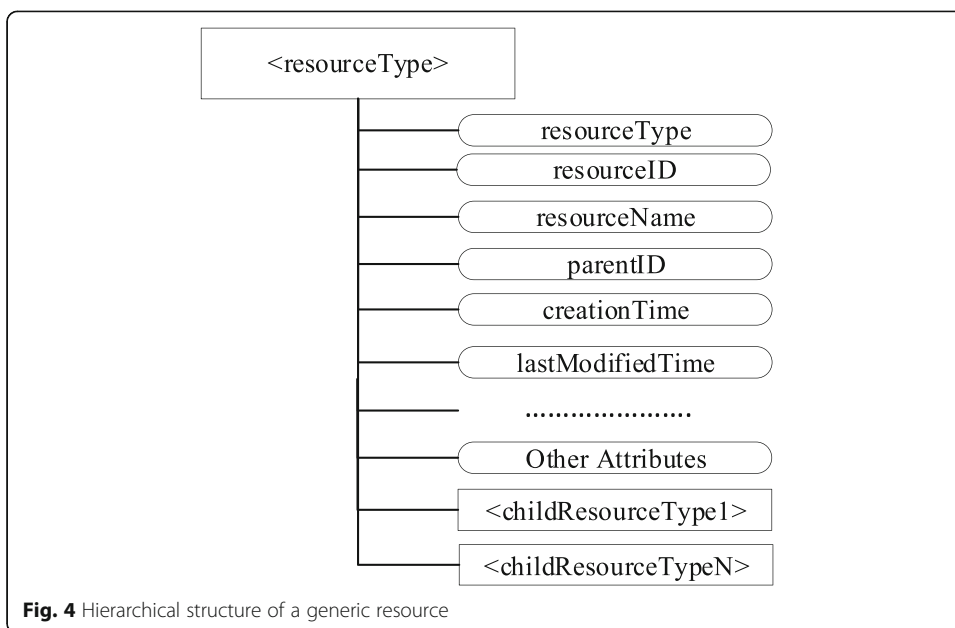 <resourceType>
resourceType
resourceID
resourceName
parentID
creationTime
lastModifiedTime
......................
Other Attributes
<childResourceType1>
<childResourceTypeN>
Fig. 4 Hierarchical structure of a generic resource